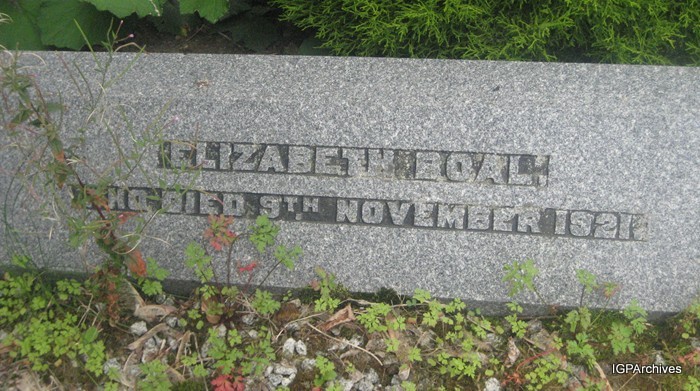 ELIZABETH BOAL
WHO DIED 9TH NOVEMBER 1921
IGPArchives